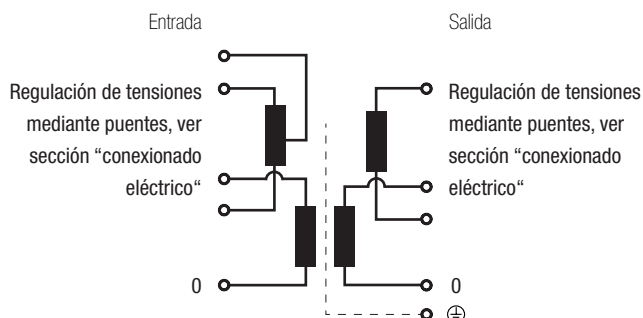 Entrada
Salida
Regulación de tensiones
mediante puentes, ver
sección “conexionado
eléctrico“
Regulación de tensiones
mediante puentes, ver
sección “conexionado
eléctrico“
0
0